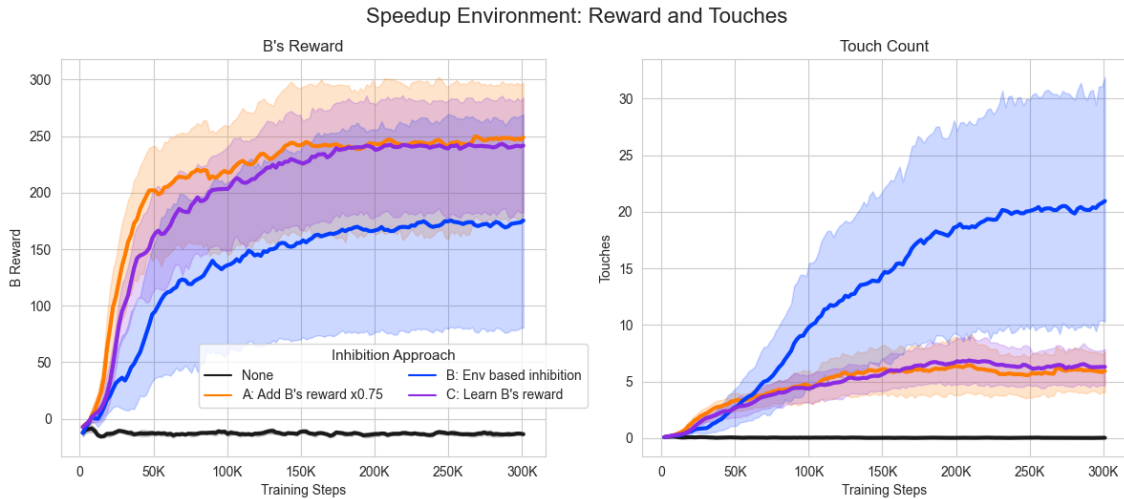 Speedup Environment: Reward and Touches
B's Reward
B Reward
300
250
200
150
100
50
0
0
50K
100K
150K
200K
250K
300K
Training Steps
Inhibition Approach
None
A: Add B's reward x0.75
B: Env based inhibition
C: Learn B's reward
Touch Count
Touches
30
25
20
15
10
5
0
0
50K
100K
150K
200K
250K
300K
Training Steps